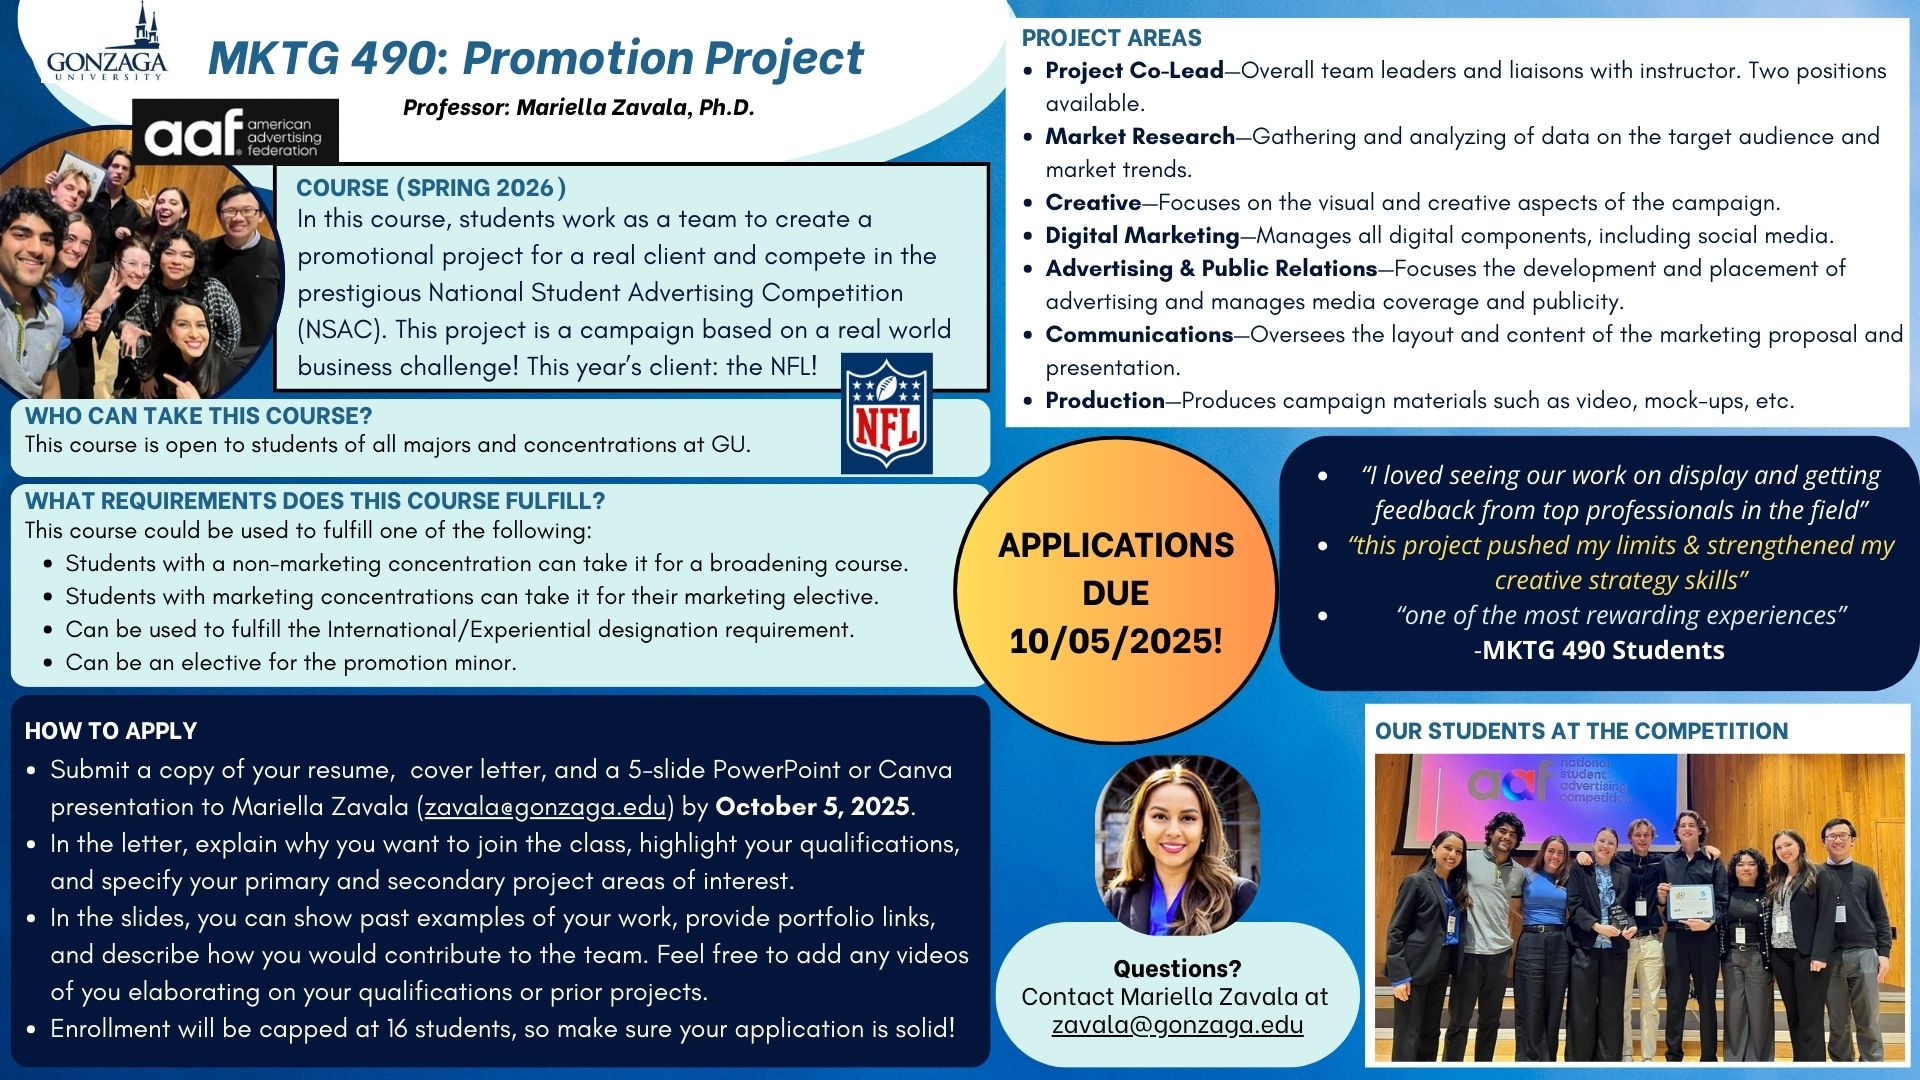 GONZAGA
UNIVERSITY
MKTG 490: Promotion Project
Professor: Mariella Zavala, Ph.D.
aaf® american
advertising
federation
COURSE (SPRING 2026)
In this course, students work as a team to create a
promotional project for a real client and compete in the
prestigious National Student Advertising Competition
(NSAC). This project is a campaign based on a real world
business challenge! This year's client: the NFL!
NFL
WHO CAN TAKE THIS COURSE?
This course is open to students of all majors and concentrations at GU.
WHAT REQUIREMENTS DOES THIS COURSE FULFILL?
This course could be used to fulfill one of the following:
• Students with a non-marketing concentration can take it for a broadening course.
• Students with marketing concentrations can take it for their marketing elective.
• Can be used to fulfill the International/Experiential designation requirement.
• Can be an elective for the promotion minor.
HOW TO APPLY
• Submit a copy of your resume,  cover letter, and a 5-slide PowerPoint or Canva
presentation to Mariella Zavala (zavala@gonzaga.edu) by October 5, 2025.
• In the letter, explain why you want to join the class, highlight your qualifications,
and specify your primary and secondary project areas of interest.
• In the slides, you can show past examples of your work, provide portfolio links,
and describe how you would contribute to the team. Feel free to add any videos
of you elaborating on your qualifications or prior projects.
• Enrollment will be capped at 16 students, so make sure your application is solid!
PROJECT AREAS
• Project Co-Lead—Overall team leaders and liaisons with instructor. Two positions
available.
• Market Research—Gathering and analyzing of data on the target audience and
market trends.
• Creative—Focuses on the visual and creative aspects of the campaign.
• Digital Marketing—Manages all digital components, including social media.
• Advertising & Public Relations—Focuses the development and placement of
advertising and manages media coverage and publicity.
• Communications—Oversees the layout and content of the marketing proposal and
presentation.
• Production—Produces campaign materials such as video, mock-ups, etc.
APPLICATIONS
DUE
10/05/2025!
• “I loved seeing our work on display and getting
feedback from top professionals in the field”
• “this project pushed my limits & strengthened my
creative strategy skills”
• “one of the most rewarding experiences”
-MKTG 490 Students
Questions?
Contact Mariella Zavala at
zavala@gonzaga.edu
OUR STUDENTS AT THE COMPETITION
aaf national
student
advertising
competition